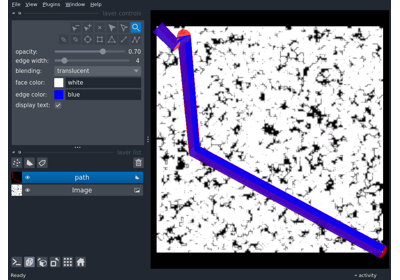 File View Plugins Window Help
layer controls
opacity: 0.70
edge width: 4
blending: translucent
face color: white
edge color: blue
display text:
layer list
path
Image
Ready
activity